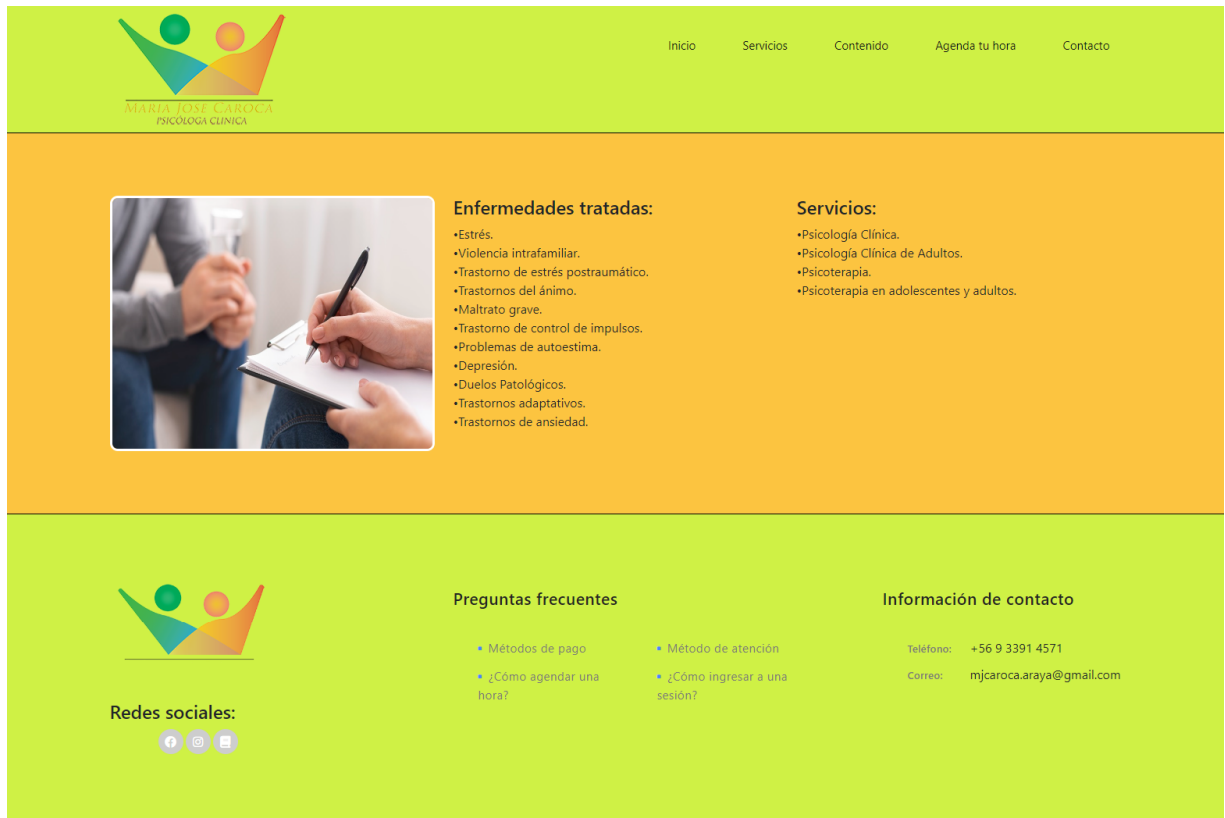 MARIA JOSE CAROCA
PSICÓLOGA CLINICA
Inicio
Servicios
Contenido
Agenda tu hora
Contacto
Enfermedades tratadas:
•Estrés.
•Violencia intrafamiliar.
•Trastorno de estrés postraumático.
•Trastornos del ánimo.
•Maltrato grave.
•Trastorno de control de impulsos.
•Problemas de autoestima.
•Depresión.
•Duelos Patológicos.
•Trastornos adaptativos.
•Trastornos de ansiedad.
Servicios:
•Psicología Clínica.
•Psicología Clínica de Adultos.
•Psicoterapia.
•Psicoterapia en adolescentes y adultos.
Redes sociales:
Preguntas frecuentes
• Métodos de pago
• ¿Cómo agendar una
hora?
• Método de atención
• ¿Cómo ingresar a una
sesión?
Información de contacto
Teléfono: +56 9 3391 4571
Correo: mjcaroca.araya@gmail.com